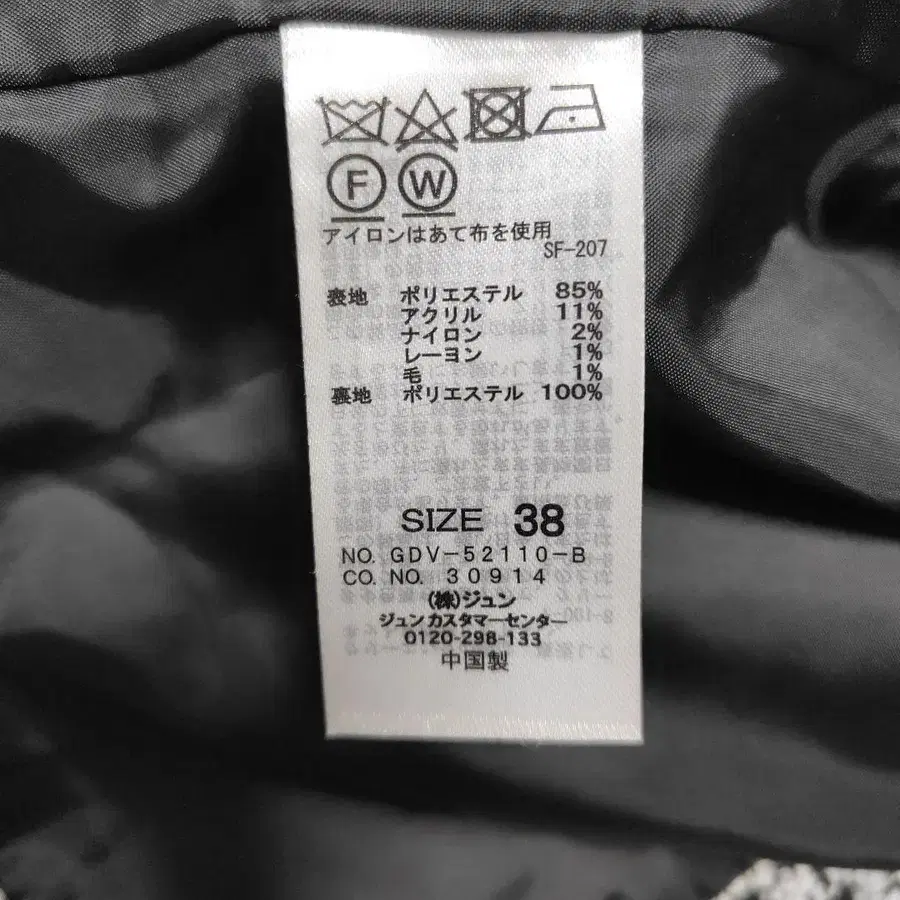 F W
アイロンはあて布を使用
SF-207
表地 ポリエステル 85%
アクリル 11%
ナイロン 2%
レーヨン 1%
毛 1%
裏地 ポリエステル 100%
SIZE 38
NO. GDV-52110-B
CO. NO. 30914
(株)ジュン
ジュンカスタマーセンター
0120-298-133
中国製